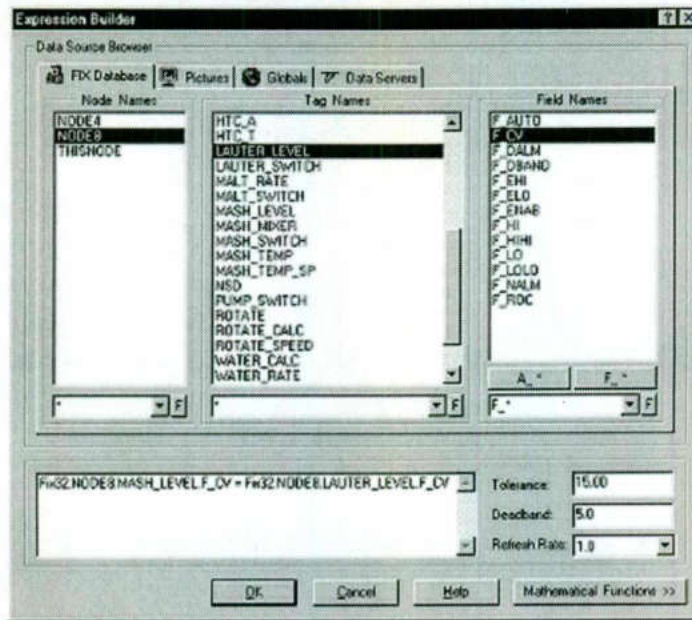 Expression Builder
Data Source Browser
FIX Database
Pictures
Globals
Data Servers
Node Names
NODE4
NODE8
THISNODE
*
F
Tag Names
HTC_A
HTC_T
LAUTER_LEVEL
LAUTER_SWITCH
MALT_RATE
MALT_SWITCH
MASH_LEVEL
MASH_MIXER
MASH_SWITCH
MASH_TEMP
MASH_TEMP_SP
NSD
PUMP_SWITCH
ROTATE
ROTATE_CALC
ROTATE_SPEED
WATER_CALC
WATER_RATE
*
F
Field Names
F_AUTO
F_CV
F_DALM
F_DBAND
F_EHI
F_ELO
F_ENAB
F_HI
F_HIHI
F_LO
F_LOLO
F_NALM
F_ROC
A_*
F_*
F_*
F
Fix32.NODE8.MASH_LEVEL.F_CV = Fix32.NODE8.LAUTER_LEVEL.F_CV
Tolerance: 15.00
Deadband: 5.0
Refresh Rate: 1.0
OK
Cancel
Help
Mathematical Functions >>